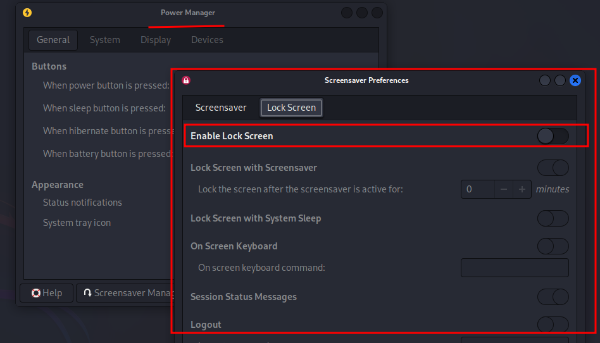 Power Manager
General
System
Display
Devices
Buttons
When power button is pressed:
When sleep button is pressed:
When hibernate button is presse
When battery button is pressed:
Appearance
Status notifications
System tray icon
Help
Screensaver Manag
Screensaver Preferences
Screensaver
Lock Screen
Enable Lock Screen
Lock Screen with Screensaver
Lock the screen after the screensaver is active for:
0
−
+
minutes
Lock Screen with System Sleep
On Screen Keyboard
On screen keyboard command:
Session Status Messages
Logout